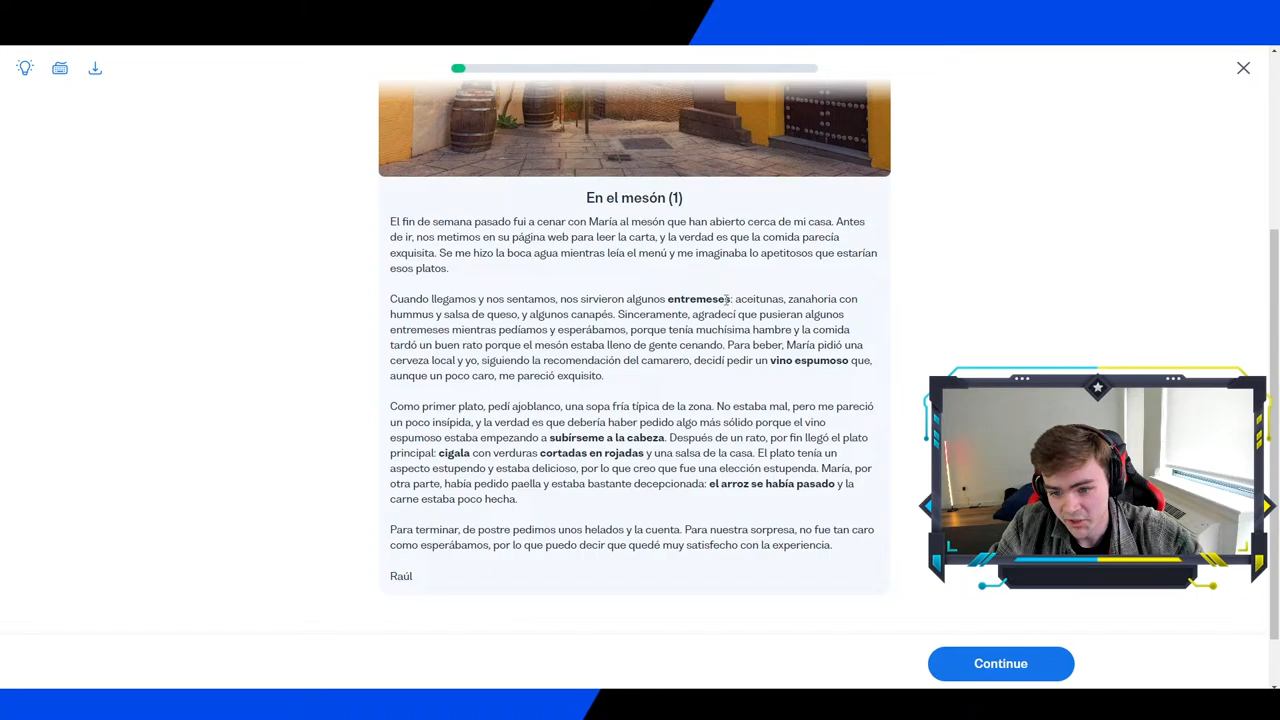 En el mesón (1)
El fin de semana pasado fui a cenar con María al mesón que han abierto cerca de mi casa. Antes
de ir, nos metimos en su página web para leer la carta, y la verdad es que la comida parecía
exquisita. Se me hizo la boca agua mientras leía el menú y me imaginaba lo apetitosos que estarían
esos platos.
Cuando llegamos y nos sentamos, nos sirvieron algunos entremeses: aceitunas, zanahoria con
hummus y salsa de queso, y algunos canapés. Sinceramente, agradecí que pusieran algunos
entremeses mientras pedíamos y esperábamos, porque tenía muchísima hambre y la comida
tardó un buen rato porque el mesón estaba lleno de gente cenando. Para beber, María pidió una
cerveza local y yo, siguiendo la recomendación del camarero, decidí pedir un vino espumoso que,
aunque un poco caro, me pareció exquisito.
Como primer plato, pedí ajoblanco, una sopa fría típica de la zona. No estaba mal, pero me pareció
un poco insípida, y la verdad es que debería haber pedido algo más sólido porque el vino
espumoso estaba empezando a subírseme a la cabeza. Después de un rato, por fin llegó el plato
principal: cigala con verduras cortadas en rojadas y una salsa de la casa. El plato tenía un
aspecto estupendo y estaba delicioso, por lo que creo que fue una elección estupenda. María, por
otra parte, había pedido paella y estaba bastante decepcionada: el arroz se había pasado y la
carne estaba poco hecha.
Para terminar, de postre pedimos unos helados y la cuenta. Para nuestra sorpresa, no fue tan caro
como esperábamos, por lo que puedo decir que quedé muy satisfecho con la experiencia.
Raúl
Continue